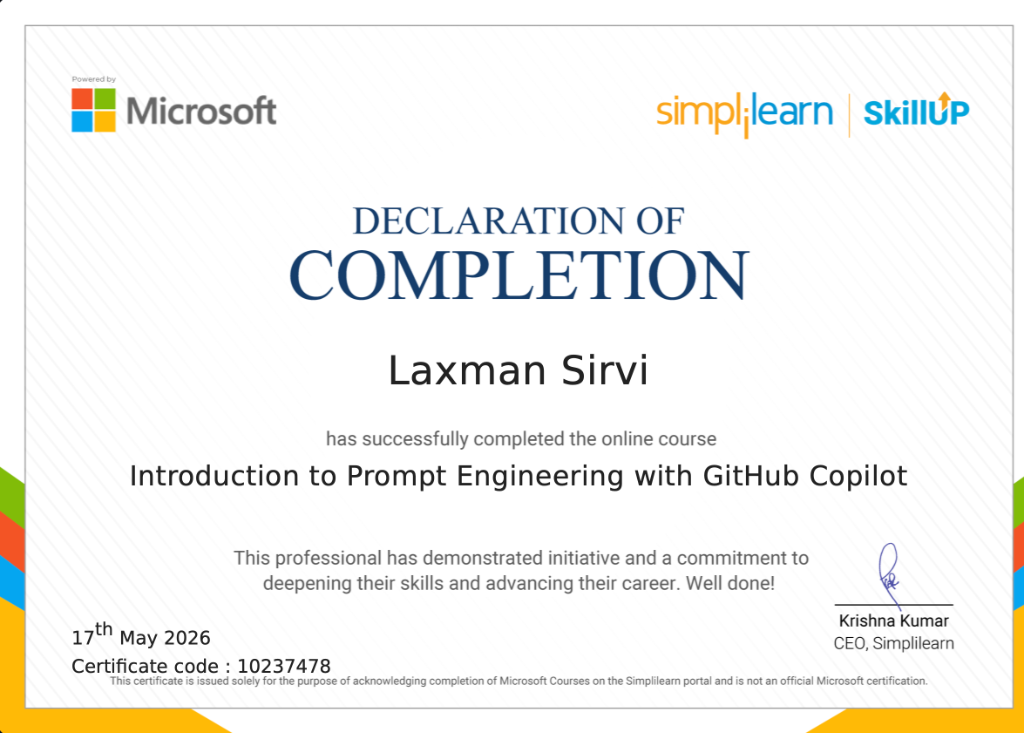 Powered by
Microsoft
simplilearn | SkillUP
DECLARATION OF
COMPLETION
Laxman Sirvi
has successfully completed the online course
Introduction to Prompt Engineering with GitHub Copilot
This professional has demonstrated initiative and a commitment to
deepening their skills and advancing their career. Well done!
Krishna Kumar
CEO, Simplilearn
17th May 2026
Certificate code : 10237478
This certificate is issued solely for the purpose of acknowledging completion of Microsoft Courses on the Simplilearn portal and is not an official Microsoft certification.